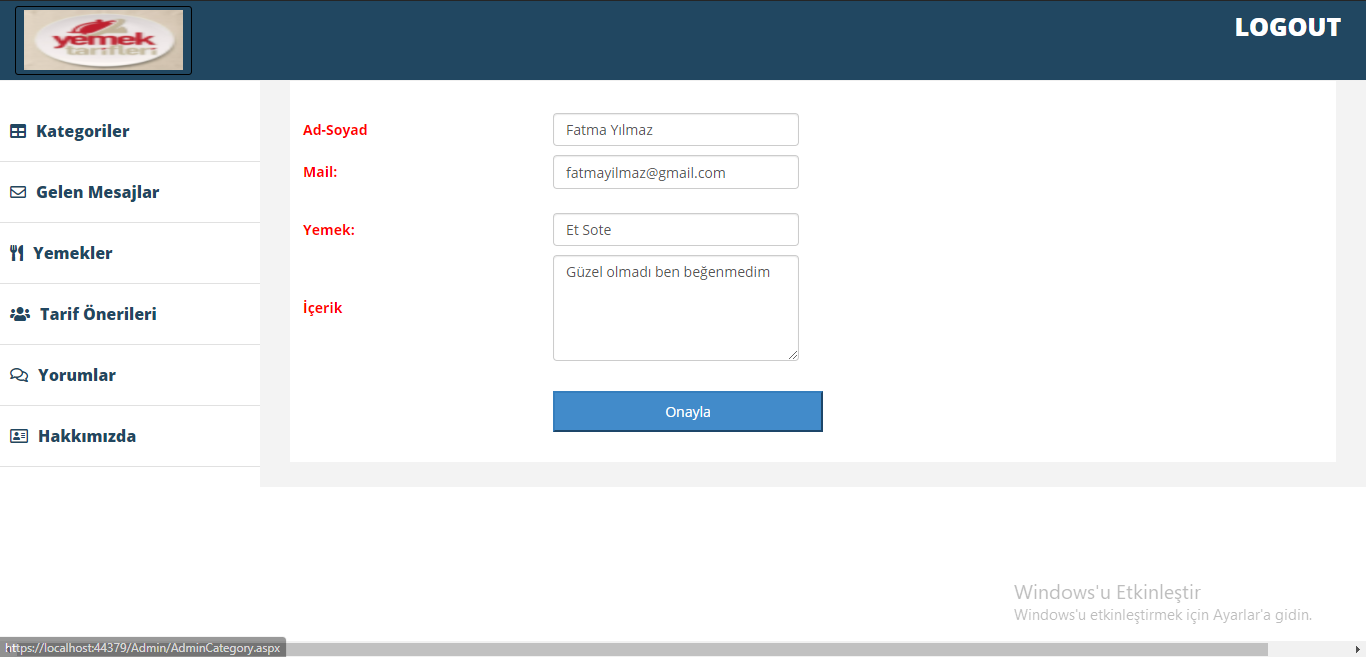 yemek
tarifleri
LOGOUT
Kategoriler
Gelen Mesajlar
Yemekler
Tarif Önerileri
Yorumlar
Hakkımızda
Ad-Soyad
Fatma Yılmaz
Mail:
fatmayilmaz@gmail.com
Yemek:
Et Sote
İçerik
Güzel olmadı ben beğenmedim
Onayla
Windows'u Etkinleştir
Windows'u etkinleştirmek için Ayarlar'a gidin.
https://localhost:44379/Admin/AdminCategory.aspx